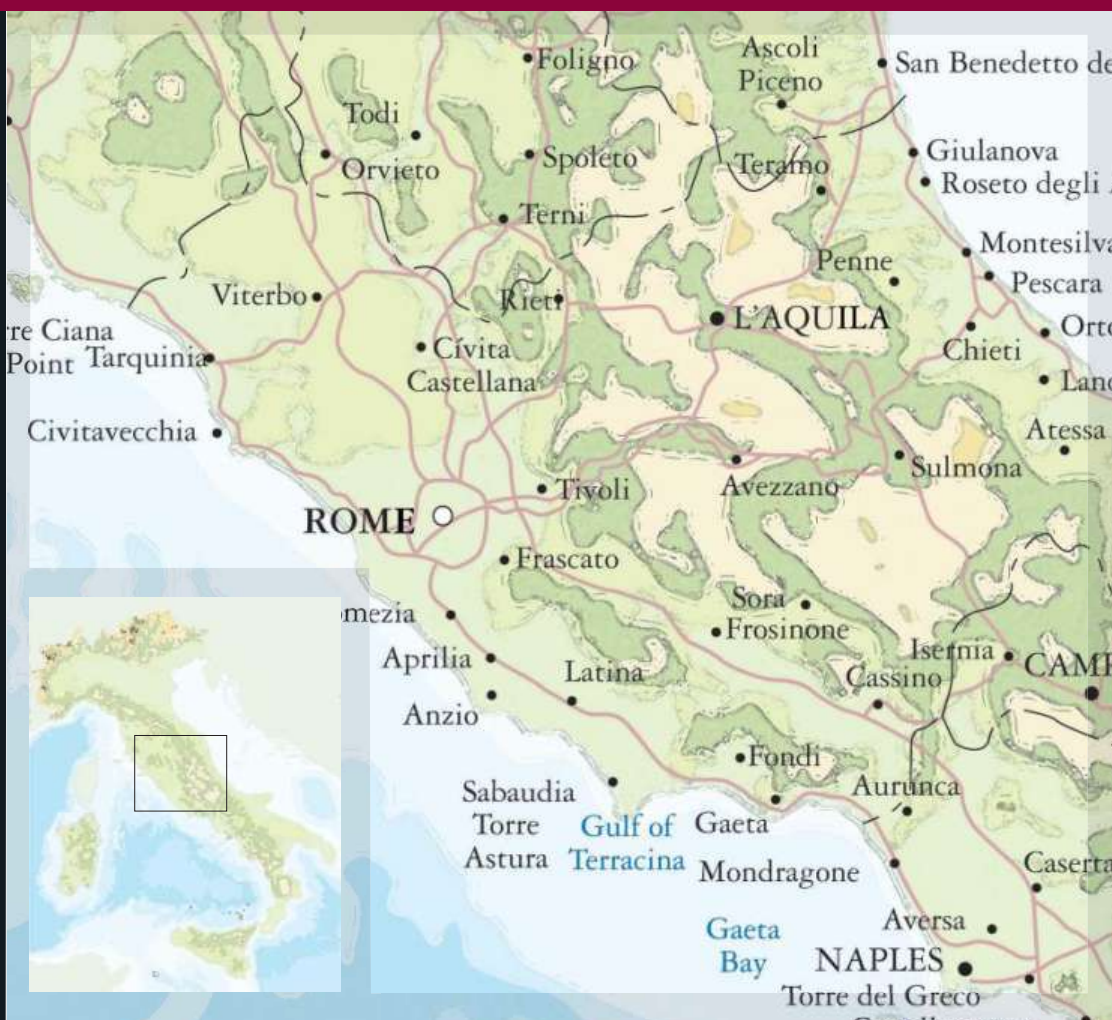 Foligno
Ascoli
Piceno
San Benedetto de
Todi
Orvieto
Spoleto
Teramo
Giulanova
Roseto degli
Terni
Montesilva
Penne
Pescara
Viterbo
Rieti
L'AQUILA
Orto
Chieti
rre Ciana
Point
Tarquinia
Cívita
Castellana
Lanc
Civitavecchia
Atessa
Sulmona
Tivoli
Avezzano
ROME
Frascato
Sora
Frosinone
omezia
Isernia
CAMP
Aprilia
Latina
Cassino
Anzio
Fondi
Aurunca
Sabaudia
Torre
Astura
Gulf of
Terracina
Gaeta
Mondragone
Caserta
Aversa
Gaeta
Bay
NAPLES
Torre del Greco